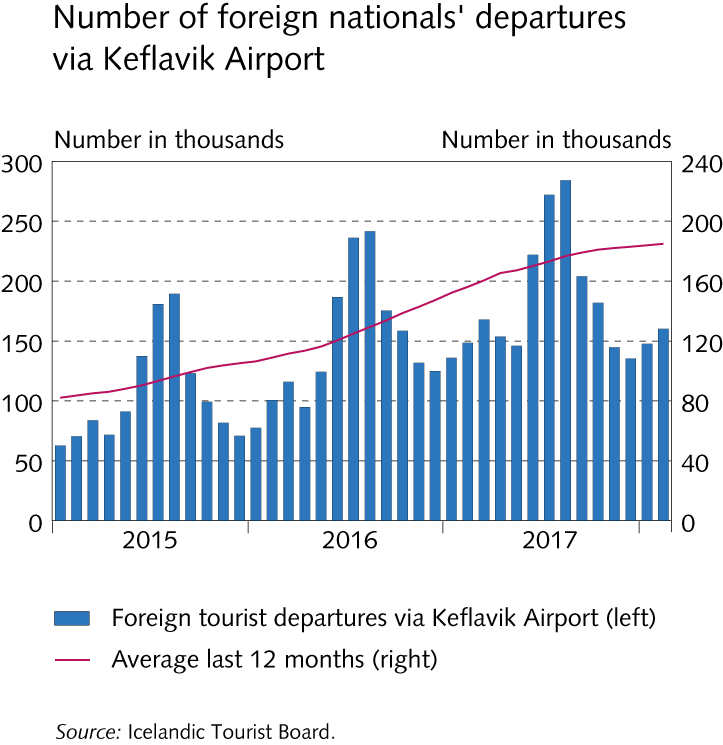 Number of foreign nationals' departures
via Keflavik Airport
Number in thousands Number in thousands
300 240
250 200
200 160
150 120
100 80
50 40
0 0
2015 2016 2017
Foreign tourist departures via Keflavik Airport (left)
Average last 12 months (right)
Source: Icelandic Tourist Board.